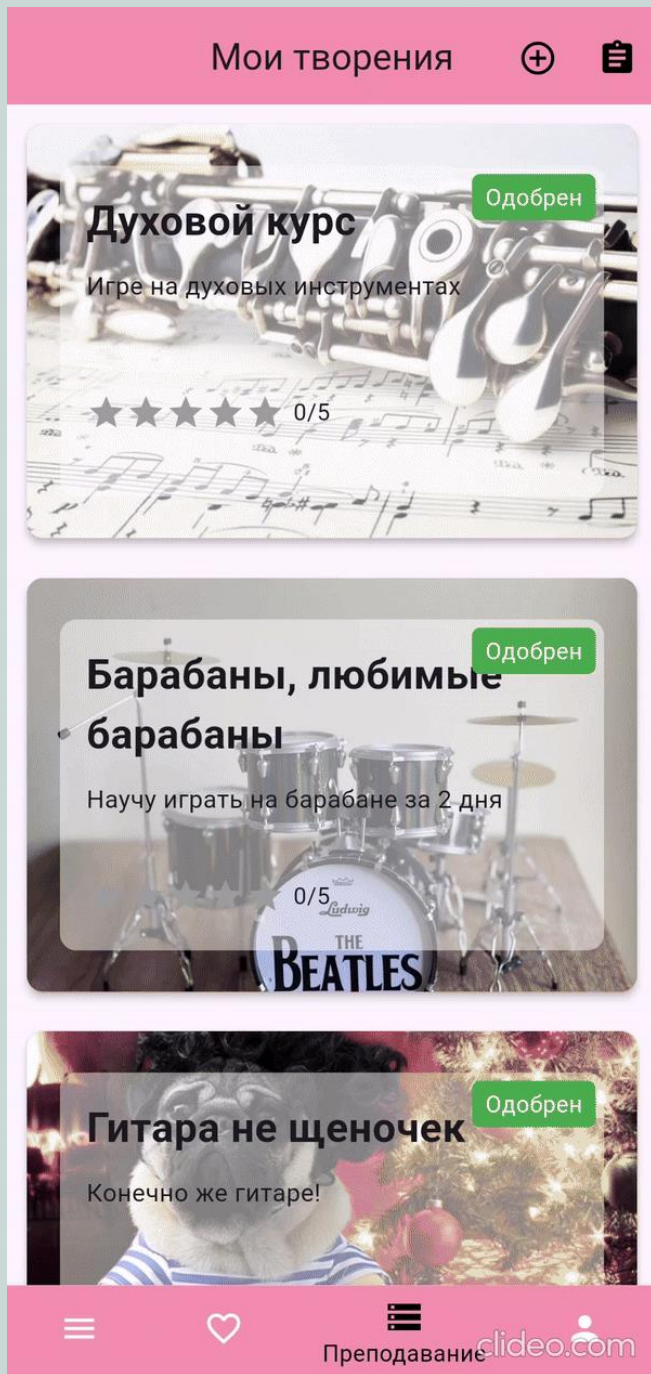 Мои творения
Одобрен
Духовой курс
Игре на духовых инструментах
0/5
Одобрен
Барабаны, любимые
барабаны
Научу играть на барабане за 2 дня
0/5
Ludwig
THE
BEATLES
Одобрен
Гитара не щеночек
Конечно же гитаре!
Преподавание
clideo.com